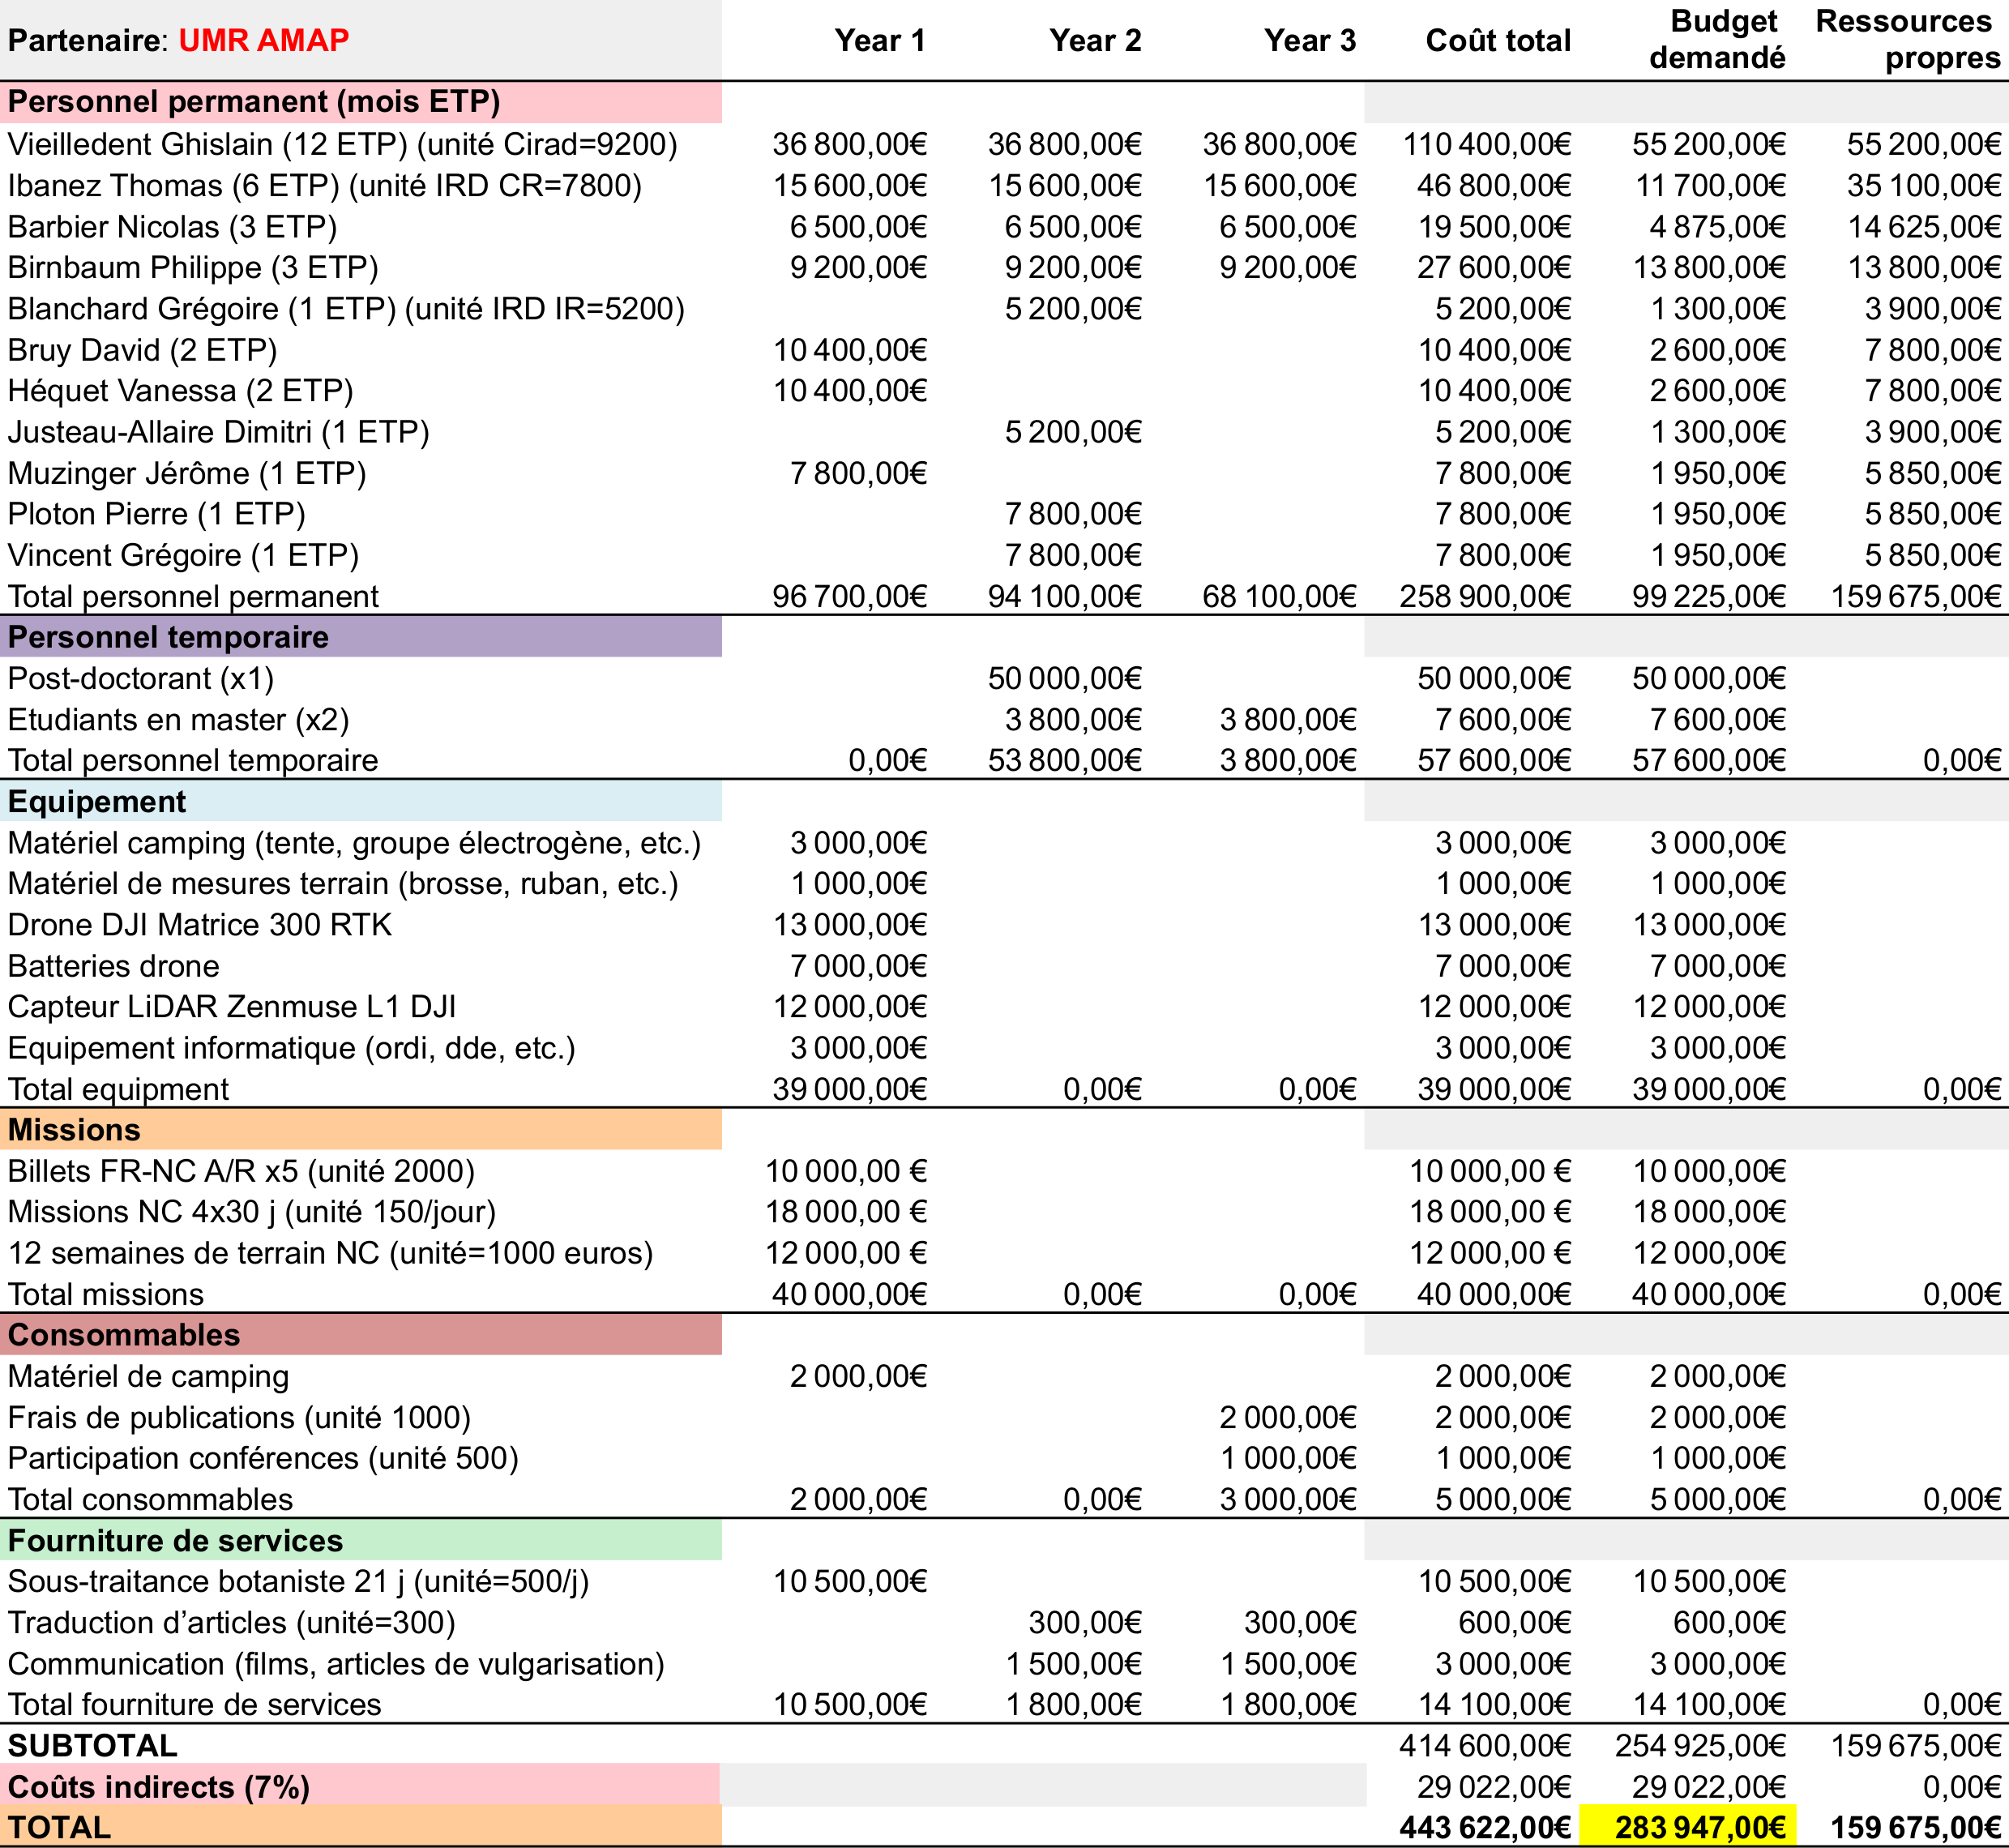 Partenaire: UMR AMAP Year 1 Year 2 Year 3 Coût total Budget demandé Ressources propres
Personnel permanent (mois ETP)
Vieilledent Ghislain (12 ETP) (unité Cirad=9200) 36 800,00€ 36 800,00€ 36 800,00€ 110 400,00€ 55 200,00€ 55 200,00€
Ibanez Thomas (6 ETP) (unité IRD CR=7800) 15 600,00€ 15 600,00€ 15 600,00€ 46 800,00€ 11 700,00€ 35 100,00€
Barbier Nicolas (3 ETP) 6 500,00€ 6 500,00€ 6 500,00€ 19 500,00€ 4 875,00€ 14 625,00€
Birnbaum Philippe (3 ETP) 9 200,00€ 9 200,00€ 9 200,00€ 27 600,00€ 13 800,00€ 13 800,00€
Blanchard Grégoire (1 ETP) (unité IRD IR=5200) 5 200,00€ 5 200,00€ 1 300,00€ 3 900,00€
Bruy David (2 ETP) 10 400,00€ 10 400,00€ 2 600,00€ 7 800,00€
Héquet Vanessa (2 ETP) 10 400,00€ 10 400,00€ 2 600,00€ 7 800,00€
Justeau-Allaire Dimitri (1 ETP) 5 200,00€ 5 200,00€ 1 300,00€ 3 900,00€
Muzinger Jérôme (1 ETP) 7 800,00€ 7 800,00€ 1 950,00€ 5 850,00€
Ploton Pierre (1 ETP) 7 800,00€ 7 800,00€ 1 950,00€ 5 850,00€
Vincent Grégoire (1 ETP) 7 800,00€ 7 800,00€ 1 950,00€ 5 850,00€
Total personnel permanent 96 700,00€ 94 100,00€ 68 100,00€ 258 900,00€ 99 225,00€ 159 675,00€
Personnel temporaire
Post-doctorant (x1) 50 000,00€ 50 000,00€ 50 000,00€
Etudiants en master (x2) 3 800,00€ 3 800,00€ 7 600,00€ 7 600,00€
Total personnel temporaire 0,00€ 53 800,00€ 3 800,00€ 57 600,00€ 57 600,00€ 0,00€
Equipement
Matériel camping (tente, groupe électrogène, etc.) 3 000,00€ 3 000,00€ 3 000,00€
Matériel de mesures terrain (brosse, ruban, etc.) 1 000,00€ 1 000,00€ 1 000,00€
Drone DJI Matrice 300 RTK 13 000,00€ 13 000,00€ 13 000,00€
Batteries drone 7 000,00€ 7 000,00€ 7 000,00€
Capteur LiDAR Zenmuse L1 DJI 12 000,00€ 12 000,00€ 12 000,00€
Equipement informatique (ordi, dde, etc.) 3 000,00€ 3 000,00€ 3 000,00€
Total equipment 39 000,00€ 0,00€ 0,00€ 39 000,00€ 39 000,00€ 0,00€
Missions
Billets FR-NC A/R x5 (unité 2000) 10 000,00 € 10 000,00 € 10 000,00€
Missions NC 4x30 j (unité 150/jour) 18 000,00 € 18 000,00 € 18 000,00€
12 semaines de terrain NC (unité=1000 euros) 12 000,00 € 12 000,00 € 12 000,00€
Total missions 40 000,00€ 0,00€ 0,00€ 40 000,00€ 40 000,00€ 0,00€
Consommables
Matériel de camping 2 000,00€ 2 000,00€ 2 000,00€
Frais de publications (unité 1000) 2 000,00€ 2 000,00€ 2 000,00€
Participation conférences (unité 500) 1 000,00€ 1 000,00€ 1 000,00€
Total consommables 2 000,00€ 0,00€ 3 000,00€ 5 000,00€ 5 000,00€ 0,00€
Fourniture de services
Sous-traitance botaniste 21 j (unité=500/j) 10 500,00€ 10 500,00€ 10 500,00€
Traduction d’articles (unité=300) 300,00€ 300,00€ 600,00€ 600,00€
Communication (films, articles de vulgarisation) 1 500,00€ 1 500,00€ 3 000,00€ 3 000,00€
Total fourniture de services 10 500,00€ 1 800,00€ 1 800,00€ 14 100,00€ 14 100,00€ 0,00€
SUBTOTAL 414 600,00€ 254 925,00€ 159 675,00€
Coûts indirects (7%) 29 022,00€ 29 022,00€ 0,00€
TOTAL 443 622,00€ 283 947,00€ 159 675,00€